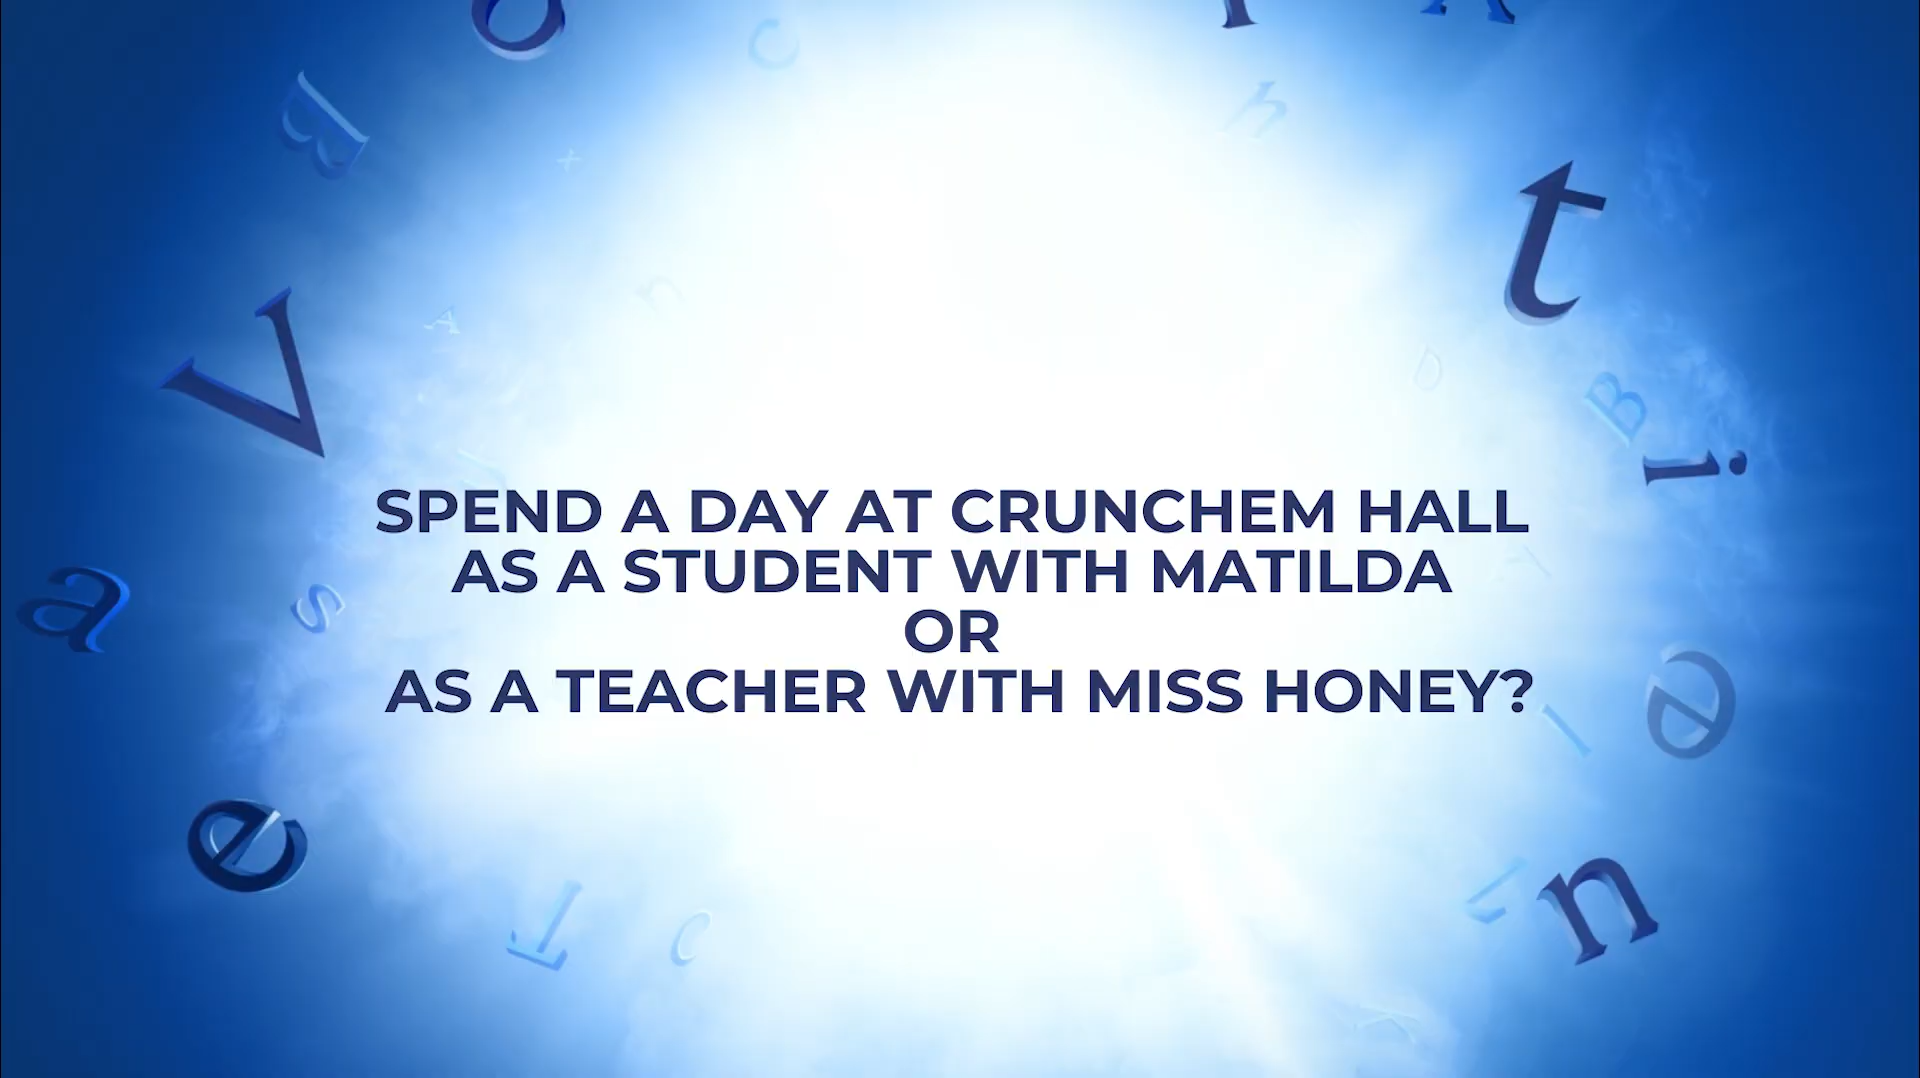 SPEND A DAY AT CRUNCHEM HALL
AS A STUDENT WITH MATILDA
OR
AS A TEACHER WITH MISS HONEY?